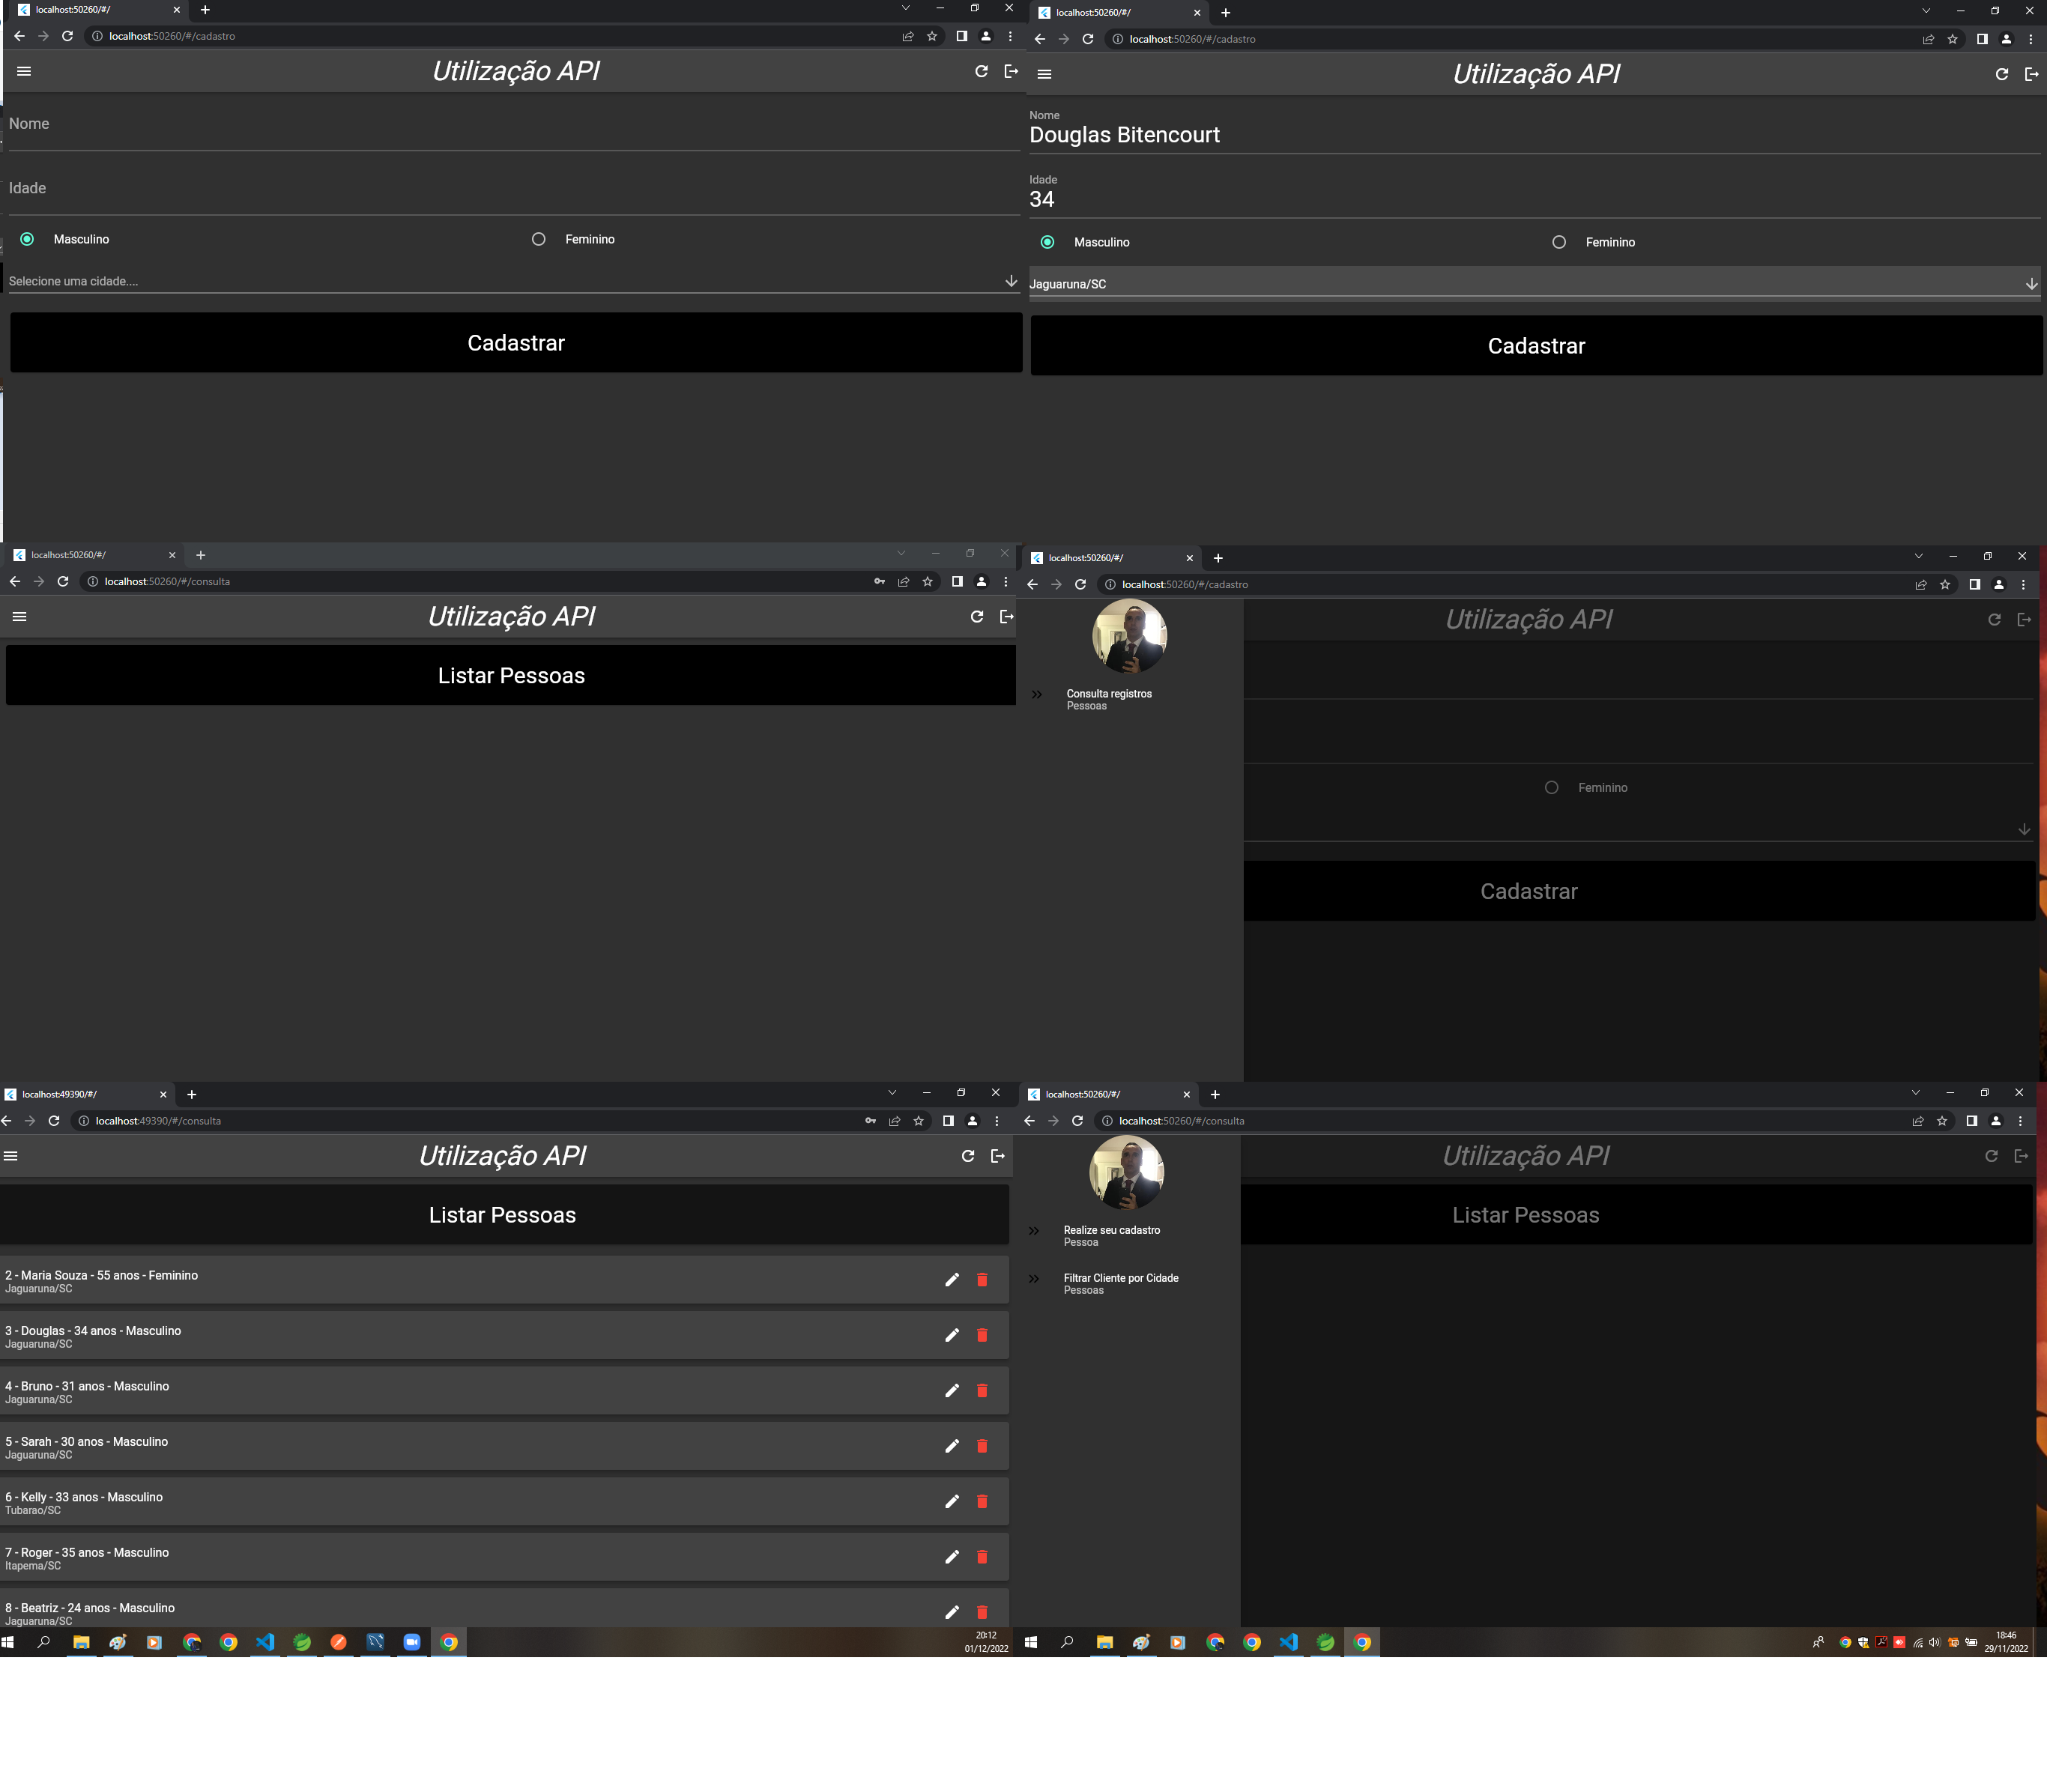 localhost:50260/#/
localhost:50260/#/cadastro
Utilização API
Nome
Idade
Masculino
Feminino
Selecione uma cidade....
Cadastrar
localhost:50260/#/
localhost:50260/#/cadastro
Utilização API
Nome
Douglas Bitencourt
Idade
34
Masculino
Feminino
Jaguaruna/SC
Cadastrar
localhost:50260/#/
localhost:50260/#/consulta
Utilização API
Listar Pessoas
localhost:50260/#/
localhost:50260/#/cadastro
Utilização API
Consulta registros
Pessoas
Feminino
Cadastrar
localhost:49390/#/
localhost:49390/#/consulta
Utilização API
Listar Pessoas
2 - Maria Souza - 55 anos - Feminino
Jaguaruna/SC
3 - Douglas - 34 anos - Masculino
Jaguaruna/SC
4 - Bruno - 31 anos - Masculino
Jaguaruna/SC
5 - Sarah - 30 anos - Masculino
Jaguaruna/SC
6 - Kelly - 33 anos - Masculino
Tubarao/SC
7 - Roger - 35 anos - Masculino
Itapema/SC
8 - Beatriz - 24 anos - Masculino
Jaguaruna/SC
20:12
01/12/2022
localhost:50260/#/
localhost:50260/#/consulta
Utilização API
Listar Pessoas
Realize seu cadastro
Pessoa
Filtrar Cliente por Cidade
Pessoas
18:46
29/11/2022